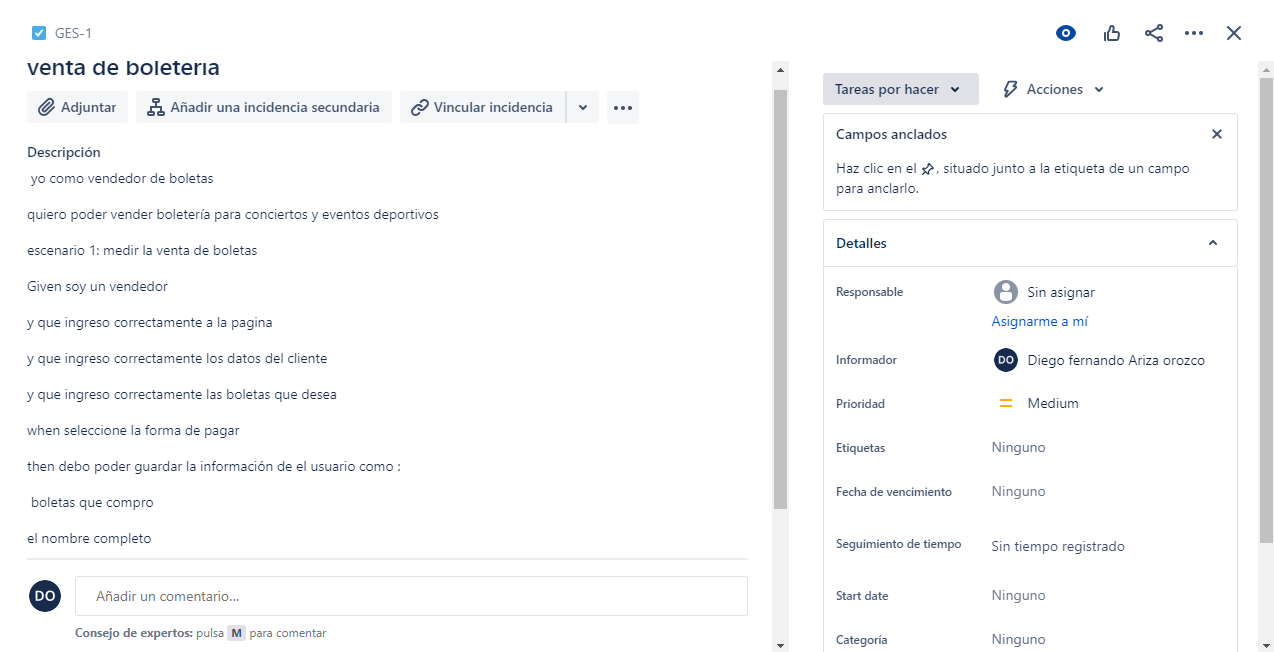 GES-1
venta de boletería
Adjuntar
Añadir una incidencia secundaria
Vincular incidencia
Descripción
yo como vendedor de boletas
quiero poder vender boletería para conciertos y eventos deportivos
escenario 1: medir la venta de boletas
Given soy un vendedor
y que ingreso correctamente a la pagina
y que ingreso correctamente los datos del cliente
y que ingreso correctamente las boletas que desea
when seleccione la forma de pagar
then debo poder guardar la información de el usuario como :
boletas que compro
el nombre completo
DO
Añadir un comentario...
Consejo de expertos: pulsa M para comentar
Tareas por hacer
Acciones
Campos anclados
Haz clic en el , situado junto a la etiqueta de un campo
para anclarlo.
Detalles
Responsable
Sin asignar
Asignarme a mí
Informador
DO Diego fernando Ariza orozco
Prioridad
Medium
Etiquetas
Ninguno
Fecha de vencimiento
Ninguno
Seguimiento de tiempo
Sin tiempo registrado
Start date
Ninguno
Categoría
Ninguno